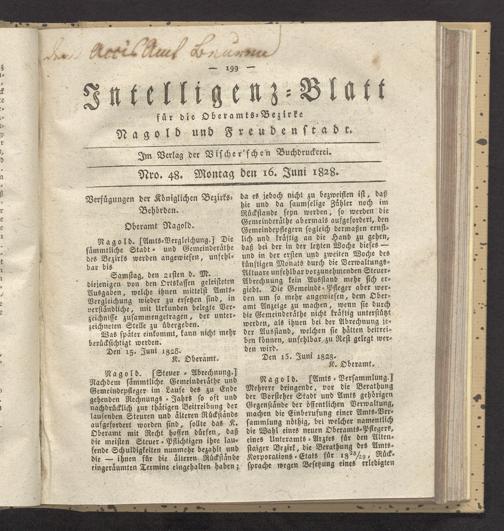 Accis Amt
— 199 —
Intelligenz-Blatt
für die Oberamts-Bezirke
Nagold und Freudenstadt.
Im Verlag der Vischer'schen Buchdruckerei.
Nro. 48. Montag den 16. Juni 1828.
Verfügungen der Königlichen Bezirks-
Behörden.
Oberamt Nagold.
Nagold. [Amts-Vergleichung.] Die
sämmtliche Stadt- und Gemeinderäthe
des Bezirks werden angewiesen, unfehl-
bar bis
Samstag, den 21sten d. M.
diejenigen von den Ortskassen geleisteten
Ausgaben, welche ihnen mittelst Amts-
Vergleichung wieder zu ersetzen sind, in
verständliche, mit Urkunden belegte Ver-
zeichnisse zusammengetragen, der unter-
zeichneten Stelle zu übergeben.
Was später einkommt, kann nicht mehr
berücksichtigt werden.
Den 15. Juni 1828.
K. Oberamt.
Nagold. [Steuer-Abrechnung.]
Nachdem sämmtliche Gemeinderäthe und
Gemeindepfleger im Laufe des zu Ende
gehenden Rechnungs-Jahrs so oft und
nachdrücklich zur thätigen Beitreibung der
laufenden Steuern und älteren Rückstände
aufgefordert worden sind, sollte das K.
Oberamt mit Recht hoffen dürfen, daß
die meisten Steuer-Pflichtigen ihre lau-
fende Schuldigkeiten nunmehr bezahlt und
die — ihnen für die älteren Rückstände
eingeräumten Termine eingehalten haben;
da es jedoch nicht zu bezweiflen ist, daß
hie und da saumselige Zähler noch im
Rückstande seyn werden, so werden die
Gemeinderäthe abermals aufgefordert, den
Gemeindepflegern sogleich dermaßen ernst-
lich und kräftig an die Hand zu gehen,
daß bei der in der letzten Woche dieses —
und in der ersten und zweiten Woche des
künftigen Monats durch die Verwaltungs-
Aktuare unfehlbar vorzunehmenden Steuer-
Abrechnung kein Ausstand mehr sich er-
giebt. Die Gemeinde-Pfleger aber wer-
den um so mehr angewiesen, dem Ober-
amt Anzeige zu machen, wenn sie durch
die Gemeinderäthe nicht kräftig unterstützt
werden, als ihnen bei der Abrechnung je-
der Ausstand, welchen sie hätten beitrei-
ben können, unfehlbar zu Rest gelegt wer-
den wird.
Den 15. Juni 1828.
K. Oberamt.
Nagold. [Amts-Versammlung.]
Mehrere dringende, vor die Berathung
der Vorsteher Stadt und Amts gehörigen
Gegenstände der öffentlichen Verwaltung,
machen die Einberufung einer Amts-Ver-
sammlung nöthig, bei welcher namentlich
die Wahl eines neuen Oberamts-Pflegers,
eines Unteramts-Arztes für den Alten-
staiger Bezirk, die Berathung des Amts-
Korporations-Etats für 1828/29, Rück-
sprache wegen Besetzung eines erledigten